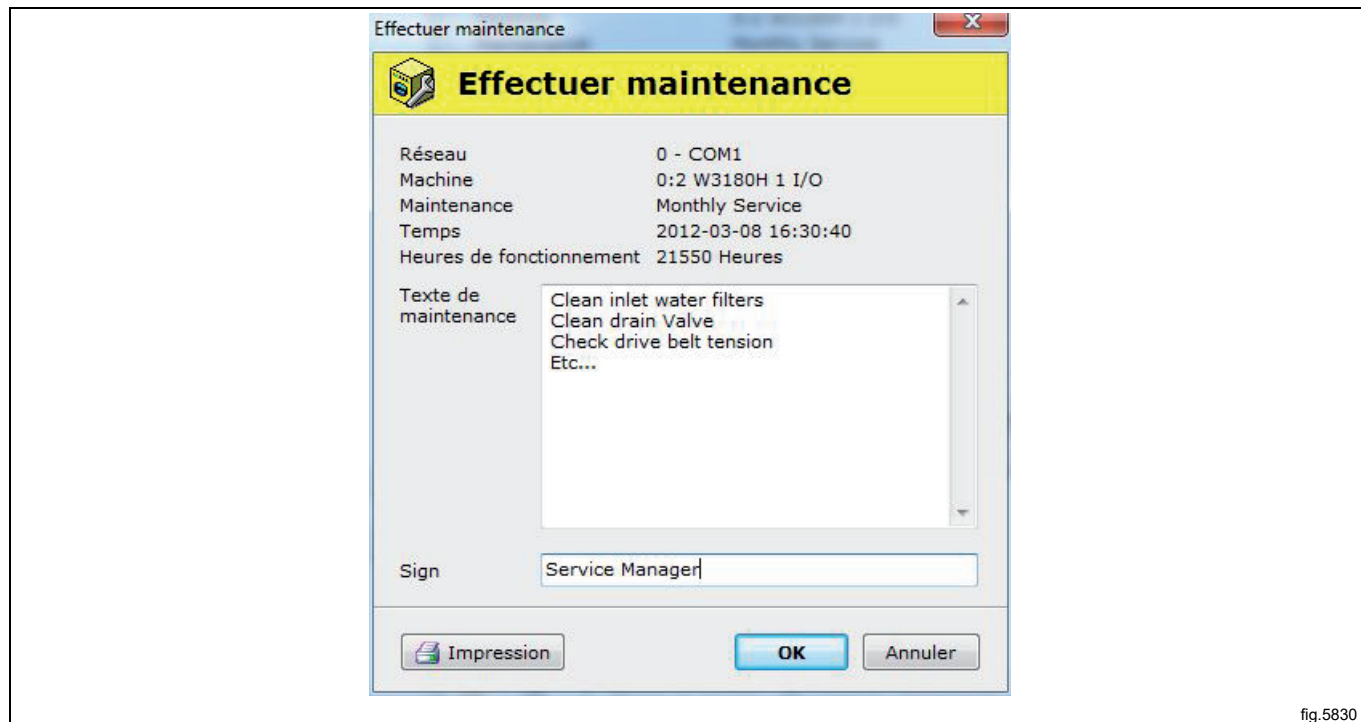 Effectuer maintenance
Effectuer maintenance
Réseau 0 - COM1
Machine 0:2 W3180H 1 I/O
Maintenance Monthly Service
Temps 2012-03-08 16:30:40
Heures de fonctionnement 21550 Heures
Texte de
maintenance
Clean inlet water filters
Clean drain Valve
Check drive belt tension
Etc...
Sign Service Manager
Impression OK Annuler
fig.5830